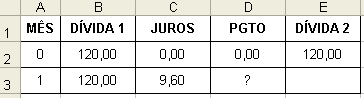 A B C D E
1 MÊS DÍVIDA 1 JUROS PGTO DÍVIDA 2
2 0 120,00 0,00 0,00 120,00
3 1 120,00 9,60 ?